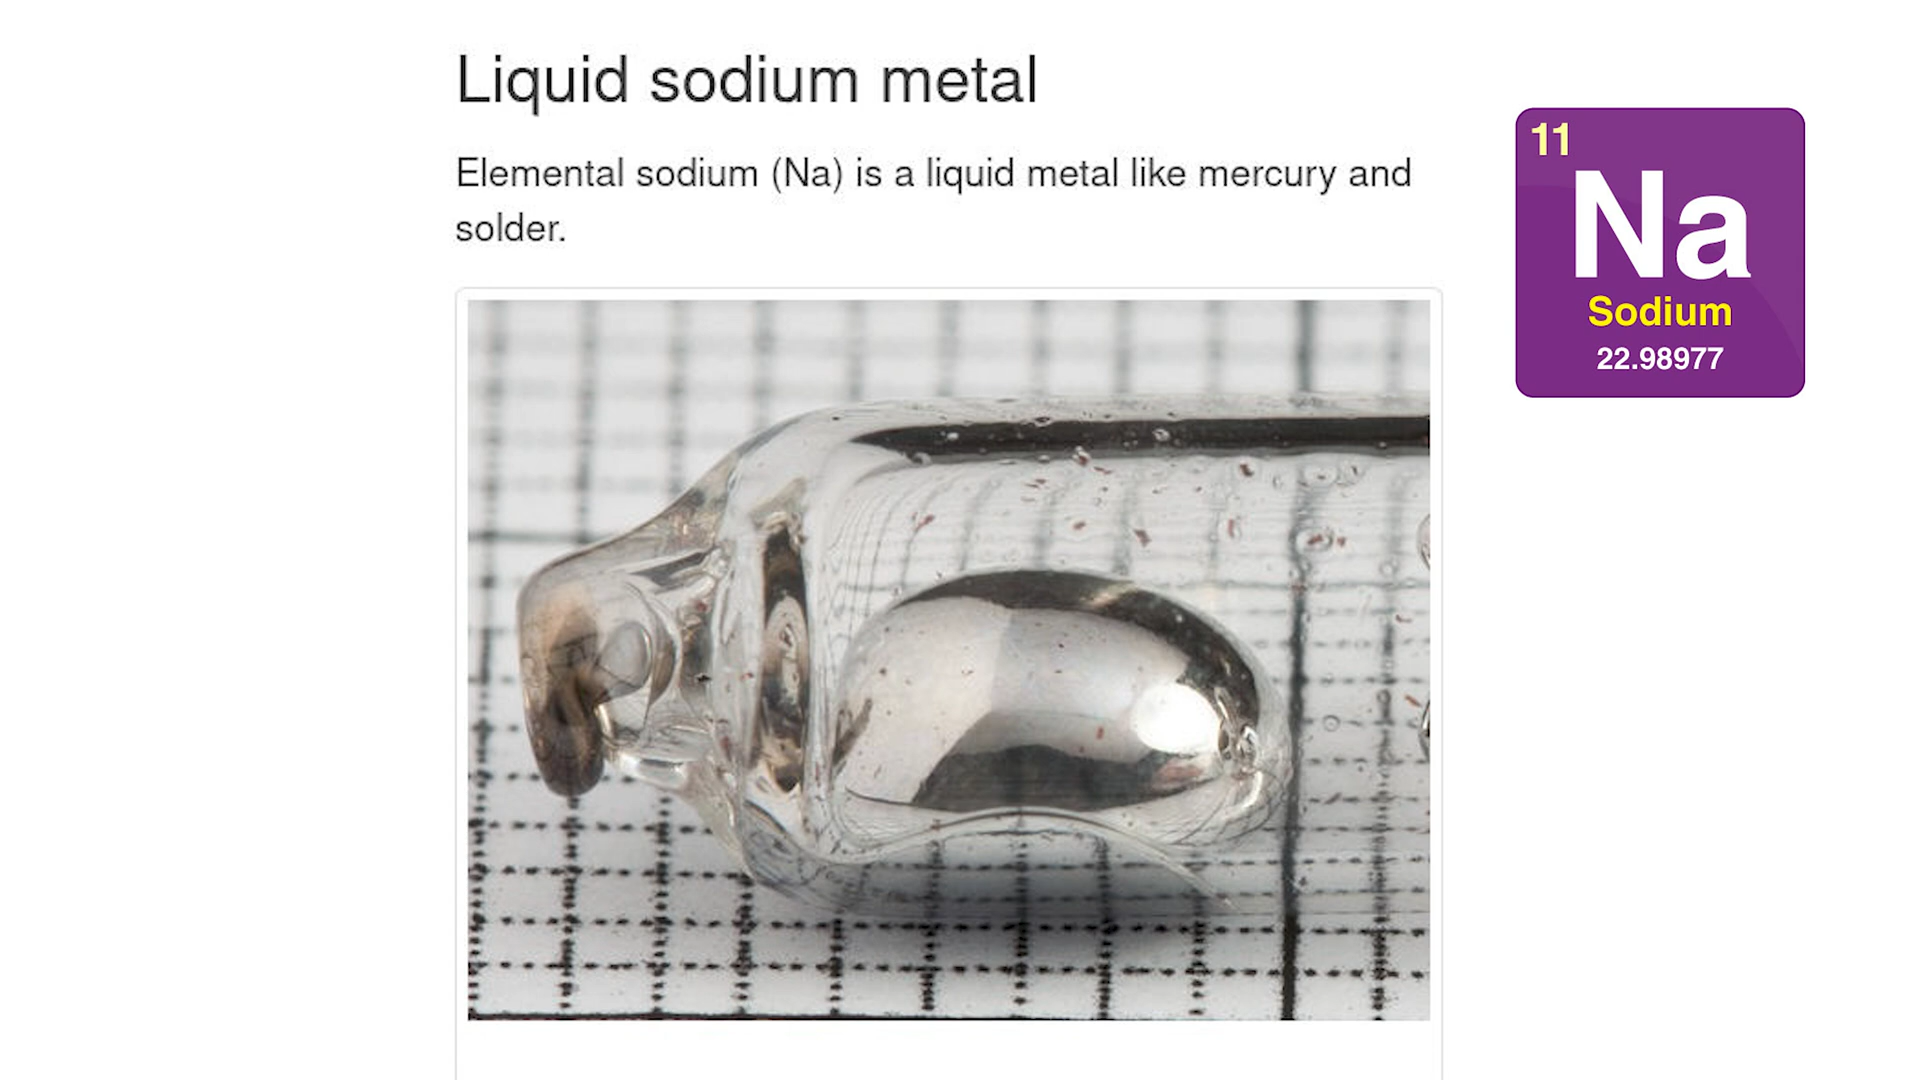 Liquid sodium metal
Elemental sodium (Na) is a liquid metal like mercury and
solder.
11
Na
Sodium
22.98977